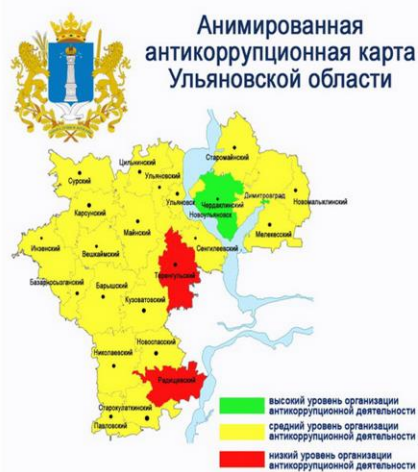 Анимированная
антикоррупционная карта
Ульяновской области
Старомайнский
Цильнинский
Ульяновский
Сурский
Димитровград
Чердаклинский
Новомалыклинский
Ульяновск
Новоульяновск
Карсунский
Майнский
Мелекесский
Сенгилеевский
Инзенский
Вешкаймский
Тереньгульский
Базарносызганский
Барышский
Кузоватовский
Новоспасский
Николаевский
Радищевский
Старокулаткинский
Павловский
высокий уровень организации
антикоррупционной деятельности
средний уровень организации
антикоррупционной деятельности
низкий уровень организации
антикоррупционной деятельности